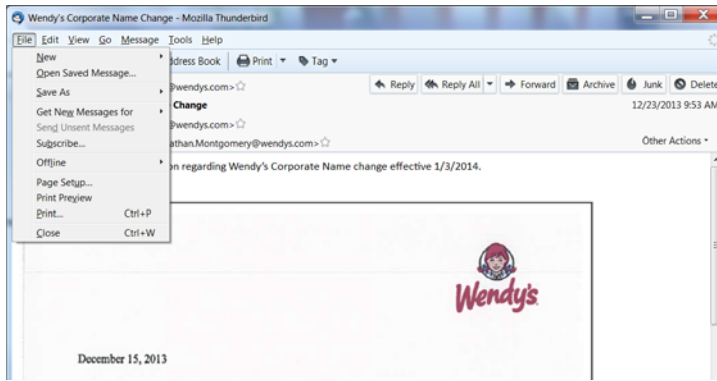 Wendy's Corporate Name Change - Mozilla Thunderbird
File Edit View Go Message Tools Help
New
Open Saved Message...
Save As
Get New Messages for
Send Unsent Messages
Subscribe...
Offline
Page Setup...
Print Preview
Print... Ctrl+P
Close Ctrl+W
ddress Book Print Tag
@wendys.com>
Reply Reply All Forward Archive Junk Delete
Change 12/23/2013 9:53 AM
@wendys.com>
athan.Montgomery@wendys.com> Other Actions
on regarding Wendy's Corporate Name change effective 1/3/2014.
Wendy's
December 15, 2013